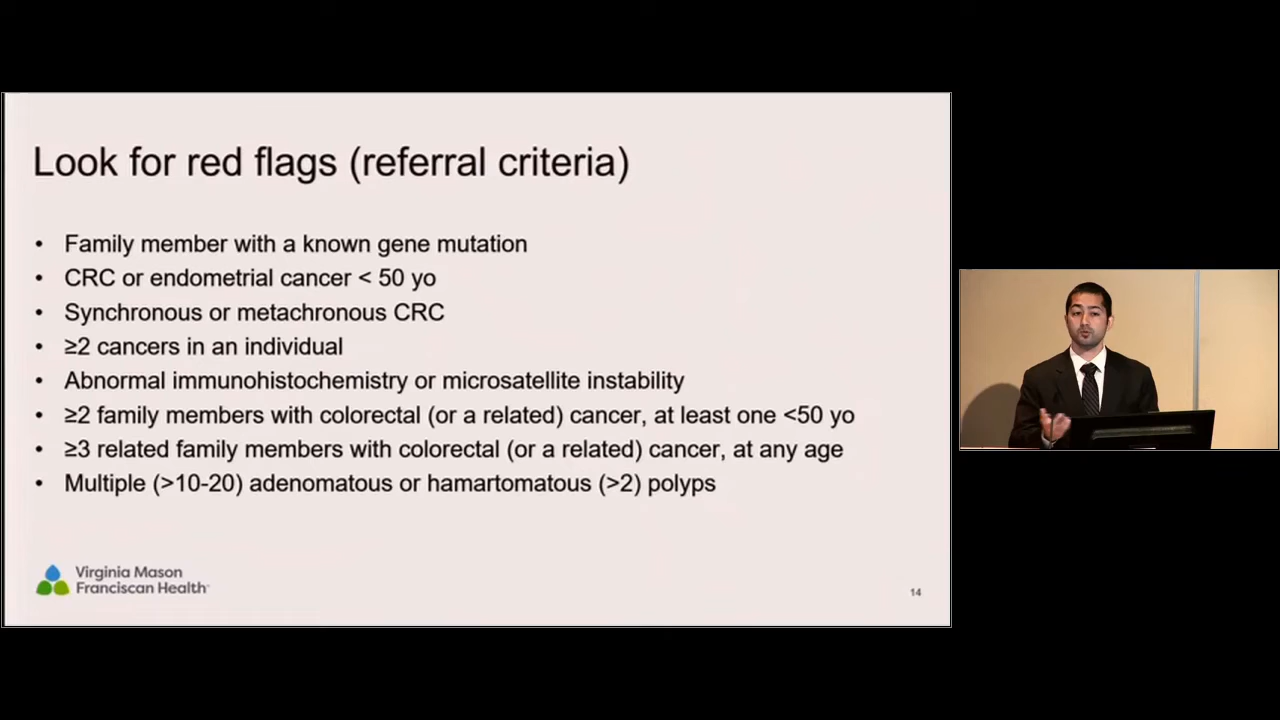 Look for red flags (referral criteria)
• Family member with a known gene mutation
• CRC or endometrial cancer < 50 yo
• Synchronous or metachronous CRC
• ≥2 cancers in an individual
• Abnormal immunohistochemistry or microsatellite instability
• ≥2 family members with colorectal (or a related) cancer, at least one <50 yo
• ≥3 related family members with colorectal (or a related) cancer, at any age
• Multiple (>10-20) adenomatous or hamartomatous (>2) polyps
Virginia Mason
Franciscan Health
14